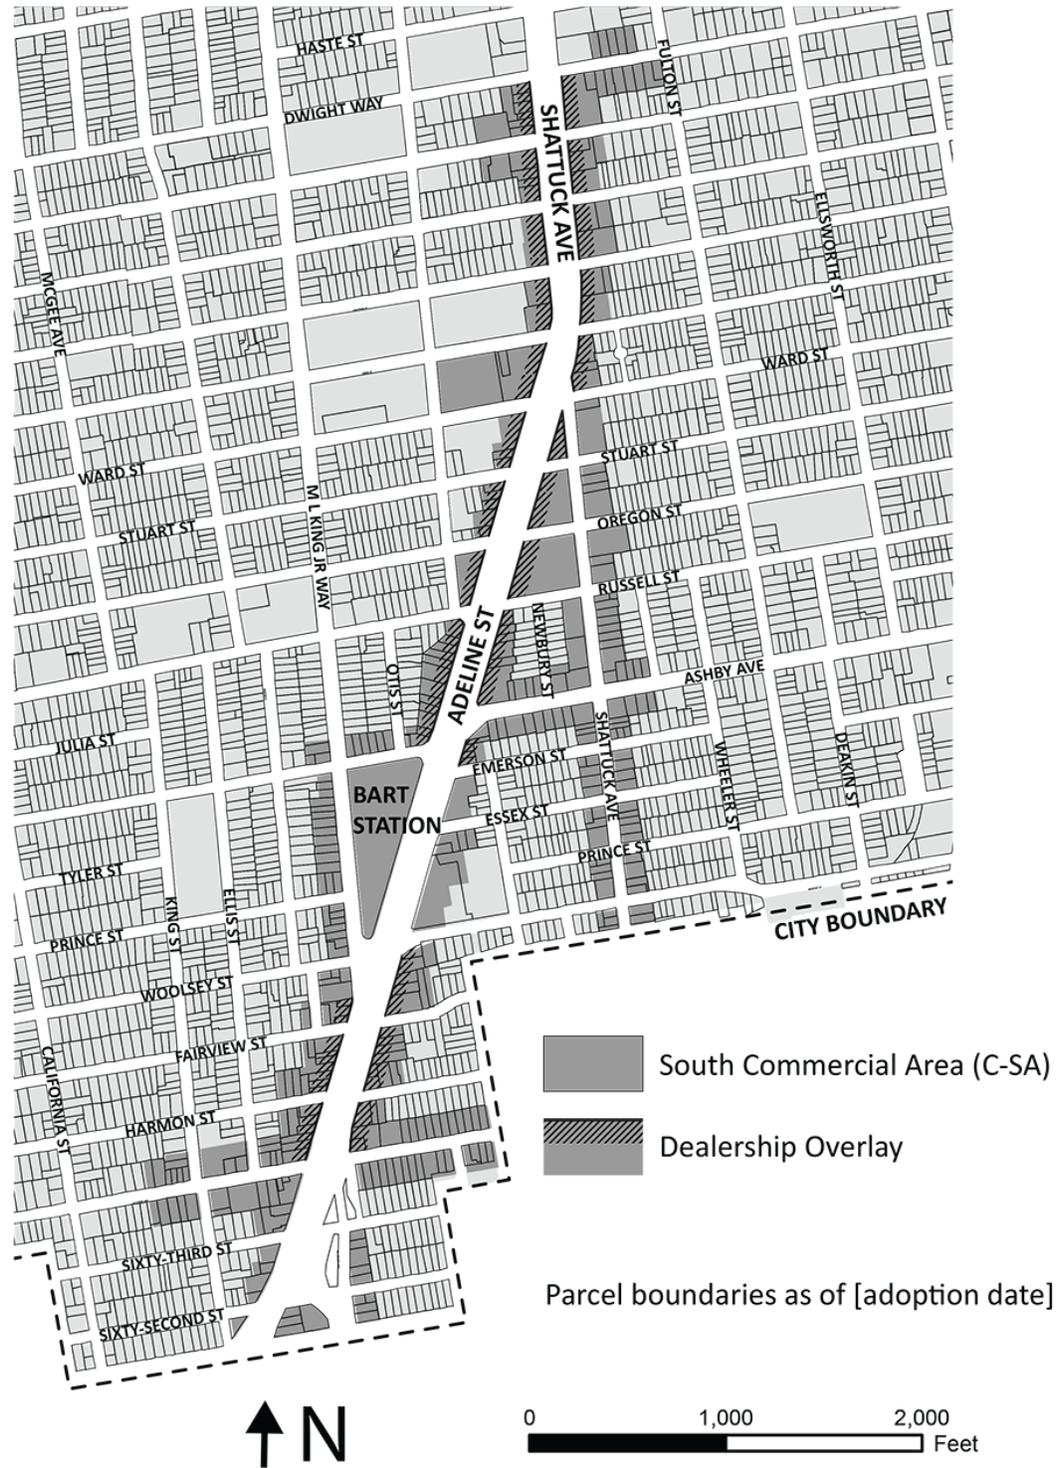 HASTE ST
DWIGHT WAY
FULTON ST
SHATTUCK AVE
ELLSWORTH ST
MCGEE AVE
WARD ST
WARD ST
STUART ST
STUART ST
M L KING JR WAY
OREGON ST
RUSSELL ST
NEWBURY ST
ADELINE ST
OTIS ST
ASHBY AVE
JULIA ST
SHATTUCK AVE
WHEELER ST
DEAKIN ST
EMERSON ST
BART
STATION
ESSEX ST
PRINCE ST
TYLER ST
KING ST
ELLIS ST
PRINCE ST
CITY BOUNDARY
WOOLSEY ST
FAIRVIEW ST
CALIFORNIA ST
HARMON ST
South Commercial Area (C-SA)
Dealership Overlay
SIXTY-THIRD ST
SIXTY-SECOND ST
Parcel boundaries as of [adoption date]
N
0 1,000 2,000
Feet